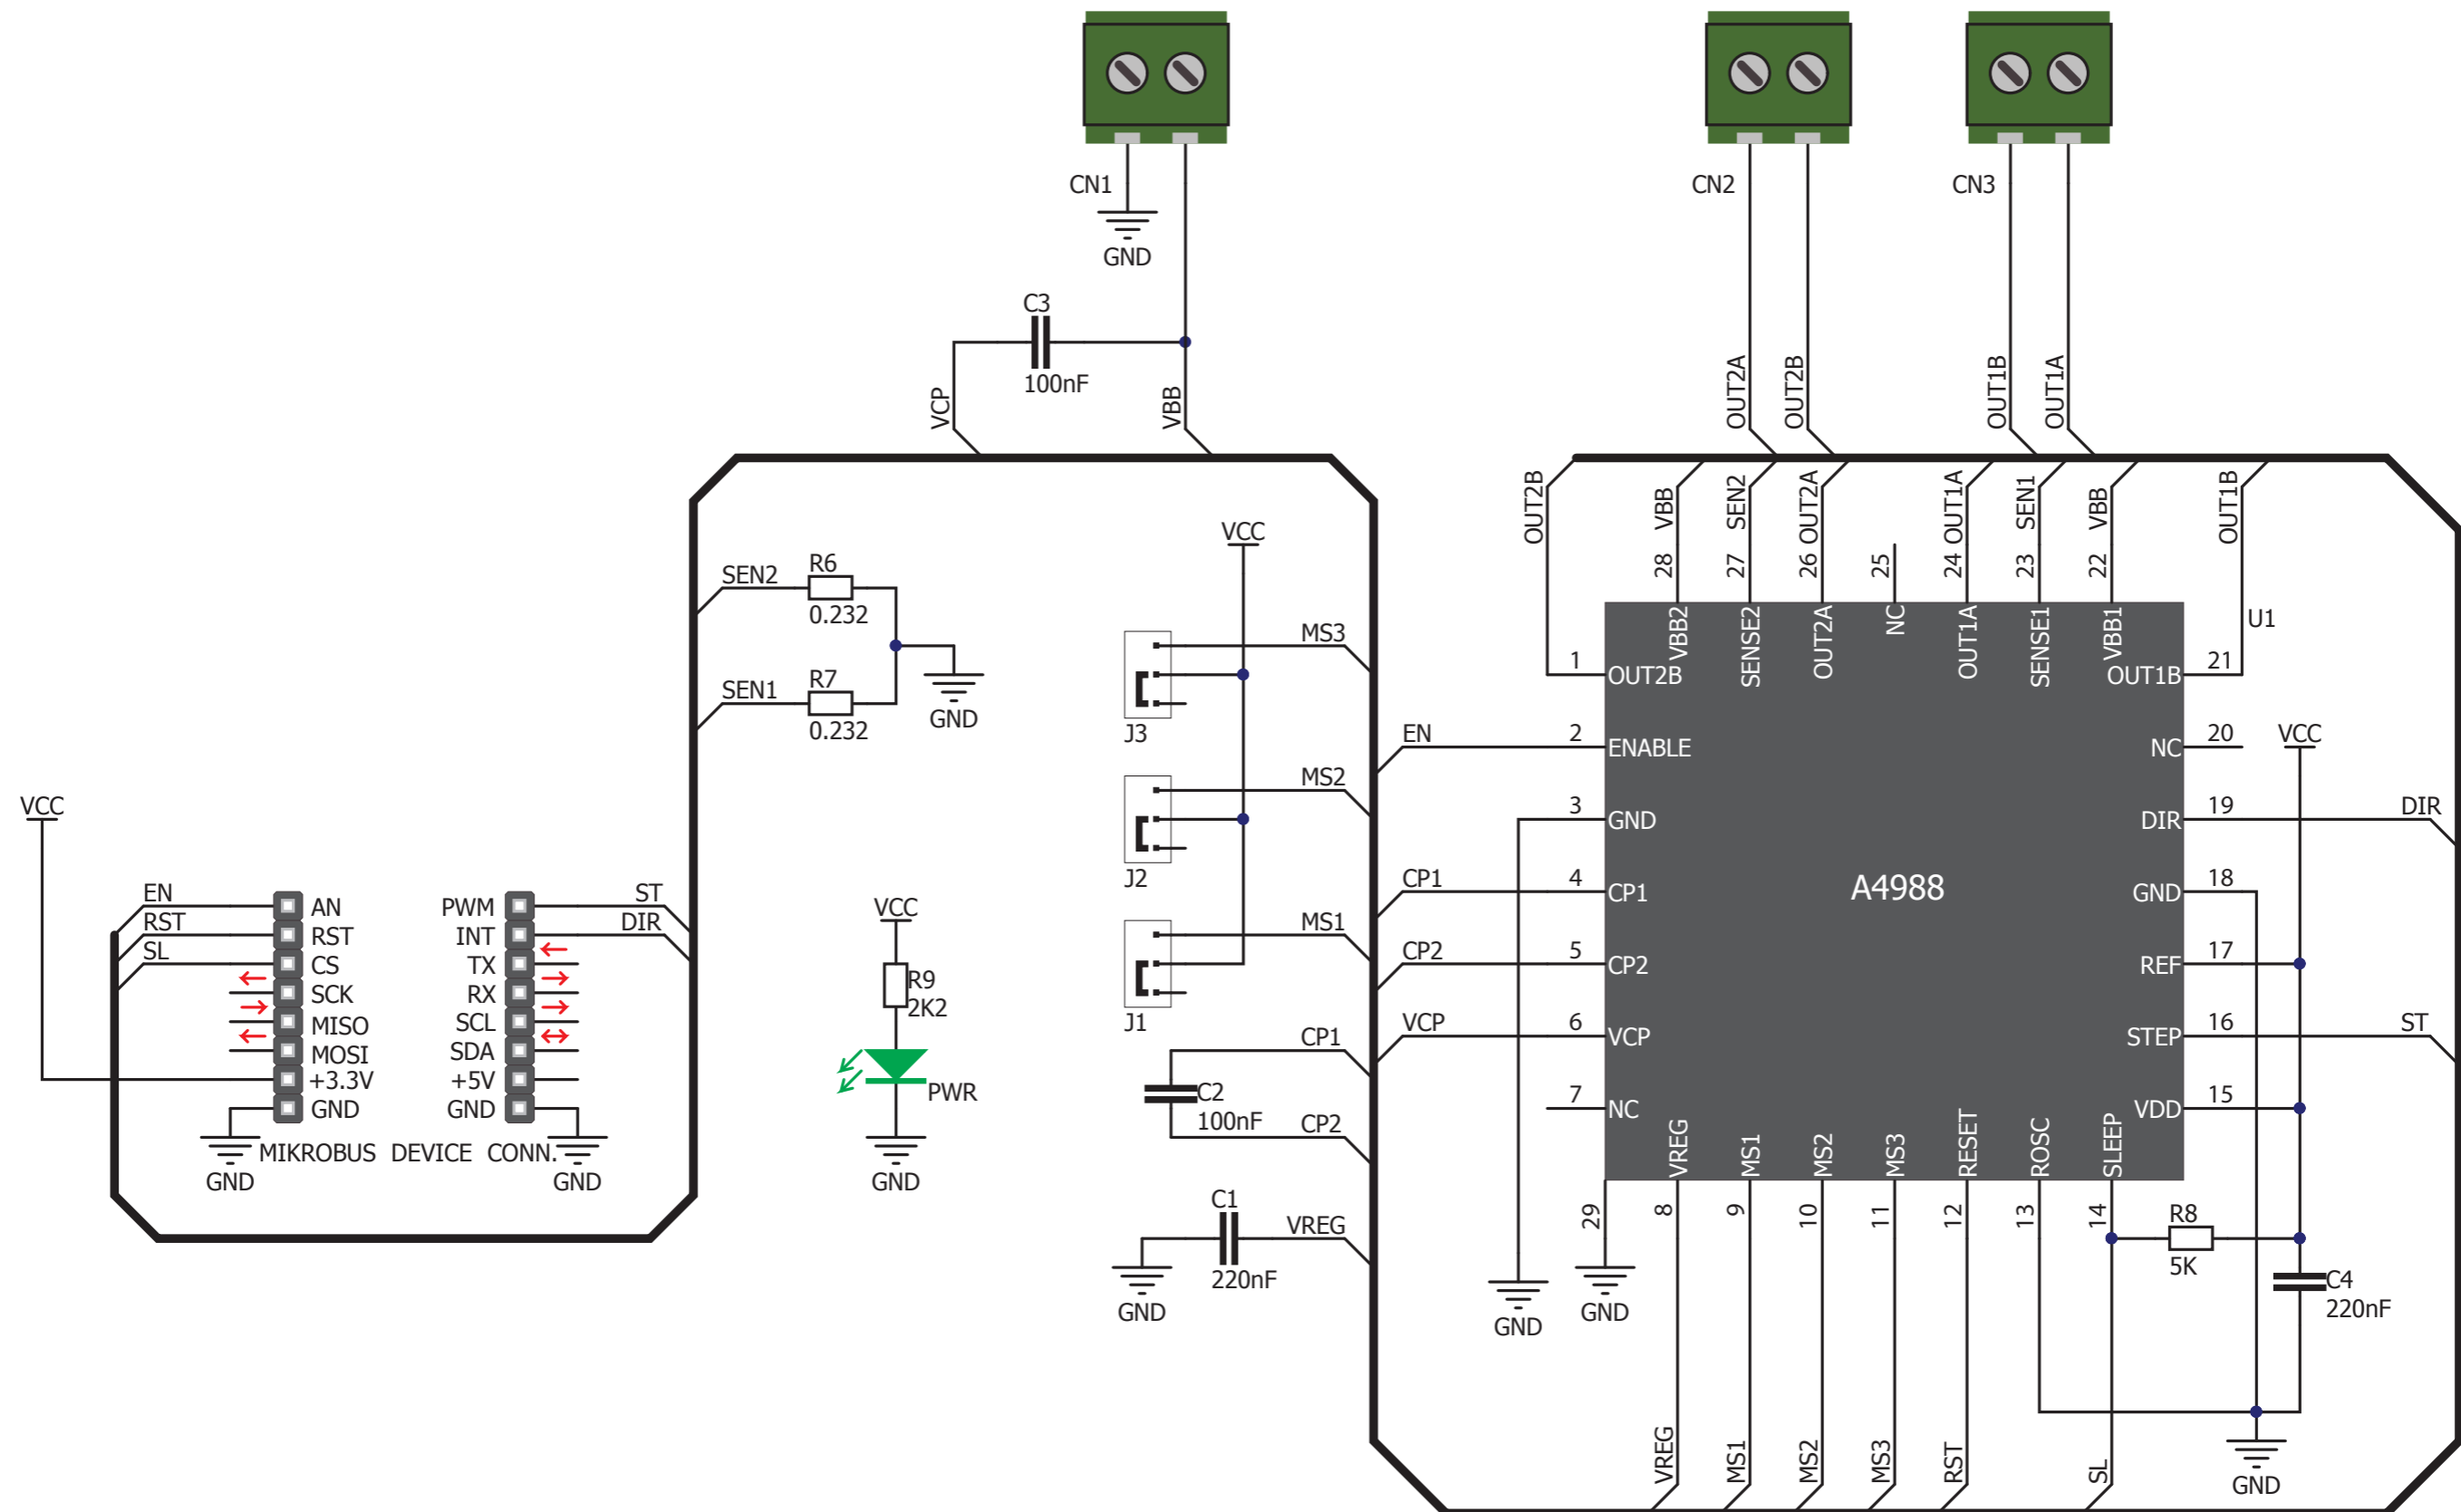 CN1
GND
CN2
CN3
C3
100nF
VCP
VBB
OUT2A
OUT2B
OUT1B
OUT1A
OUT2B
VBB
SEN2
OUT2A
OUT1A
SEN1
VBB
OUT1B
28
27
26
25
24
23
22
VBB2
SENSE2
OUT2A
NC
OUT1A
SENSE1
VBB1
U1
VCC
SEN2
R6
0.232
SEN1
R7
0.232
GND
MS3
J3
MS2
J2
MS1
J1
1 OUT2B
EN 2 ENABLE
3 GND
CP1 4 CP1
CP2 5 CP2
VCP 6 VCP
7 NC
A4988
OUT1B 21
NC 20
VCC
DIR 19 DIR
GND 18
REF 17
STEP 16 ST
VDD 15
VCC
EN AN
RST RST
SL CS
SCK
MISO
MOSI
+3.3V
GND
PWM ST
INT DIR
TX
RX
SCL
SDA
+5V
GND
MIKROBUS DEVICE CONN.
GND
GND
VCC
R9
2K2
PWR
GND
CP1
C2
100nF
CP2
C1
VREG
220nF
GND
VREG
MS1
MS2
MS3
RESET
ROSC
SLEEP
29
8
9
10
11
12
13
14
GND
GND
R8
5K
C4
220nF
VREG
MS1
MS2
MS3
RST
SL
GND